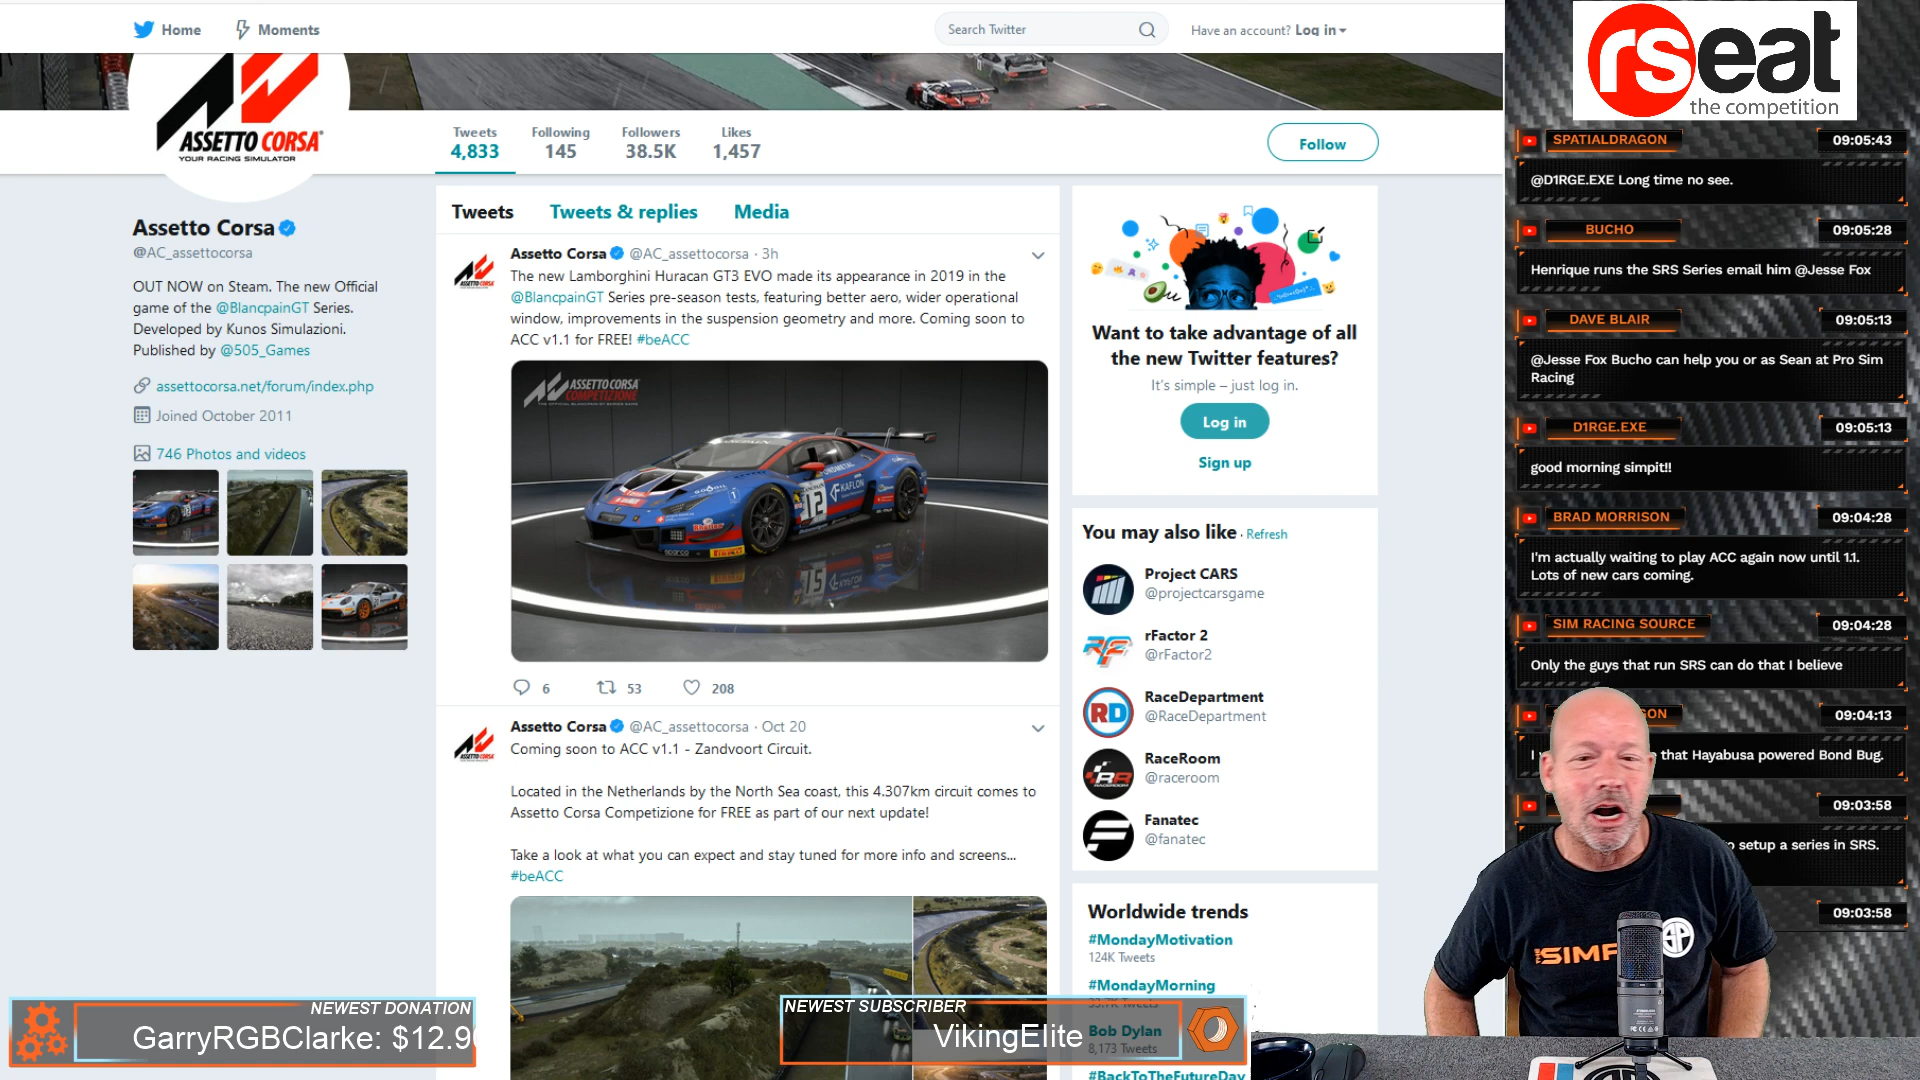 Home
Moments
Search Twitter
Have an account? Log in
ASSETTO CORSA
YOUR RACING SIMULATOR
Tweets
4,833
Following
145
Followers
38.5K
Likes
1,457
Follow
Assetto Corsa
@AC_assettocorsa
OUT NOW on Steam. The new Official
game of the @BlancpainGT Series.
Developed by Kunos Simulazioni.
Published by @505_Games
assettocorsa.net/forum/index.php
Joined October 2011
746 Photos and videos
Tweets
Tweets & replies
Media
Assetto Corsa @AC_assettocorsa · 3h
The new Lamborghini Huracan GT3 EVO made its appearance in 2019 in the
@BlancpainGT Series pre-season tests, featuring better aero, wider operational
window, improvements in the suspension geometry and more. Coming soon to
ACC v1.1 for FREE! #beACC
ASSETTO CORSA
COMPETIZIONE
12
KAFLON
6
53
208
Assetto Corsa @AC_assettocorsa · Oct 20
Coming soon to ACC v1.1 - Zandvoort Circuit.
Located in the Netherlands by the North Sea coast, this 4.307km circuit comes to
Assetto Corsa Competizione for FREE as part of our next update!
Take a look at what you can expect and stay tuned for more info and screens...
#beACC
Want to take advantage of all
the new Twitter features?
It's simple – just log in.
Log in
Sign up
You may also like · Refresh
Project CARS
@projectcarsgame
rFactor 2
@rFactor2
RD
RaceDepartment
@RaceDepartment
RaceRoom
@raceroom
Fanatec
@fanatec
Worldwide trends
#MondayMotivation
124K Tweets
#MondayMorning
Bob Dylan
8,173 Tweets
#BackToTheFutureDay
rseat
the competition
SPATIALDRAGON
09:05:43
@D1RGE.EXE Long time no see.
BUCHO
09:05:28
Henrique runs the SRS Series email him @Jesse Fox
DAVE BLAIR
09:05:13
@Jesse Fox Bucho can help you or as Sean at Pro Sim
Racing
D1RGE.EXE
09:05:13
good morning simpit!!
BRAD MORRISON
09:04:28
I'm actually waiting to play ACC again now until 1.1.
Lots of new cars coming.
SIM RACING SOURCE
09:04:28
Only the guys that run SRS can do that I believe
09:04:13
that Hayabusa powered Bond Bug.
09:03:58
setup a series in SRS.
09:03:58
NEWEST DONATION
GarryRGBClarke: $12.9
NEWEST SUBSCRIBER
VikingElite